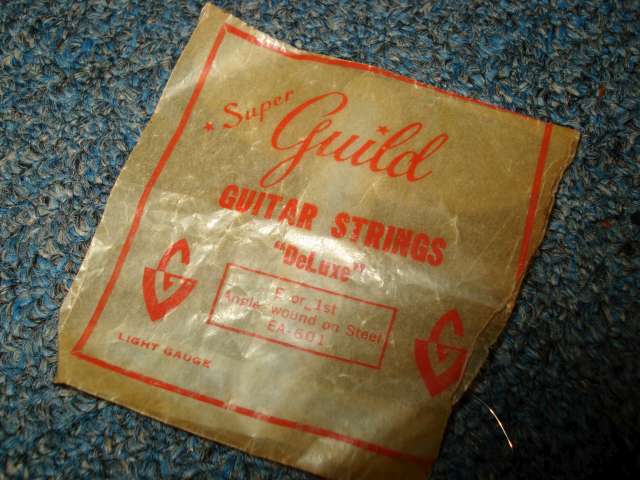 Super Guild
GUITAR STRINGS
"DeLuxe"
E or 1st
Angle wound on Steel
EA-601
G
G
LIGHT GAUGE